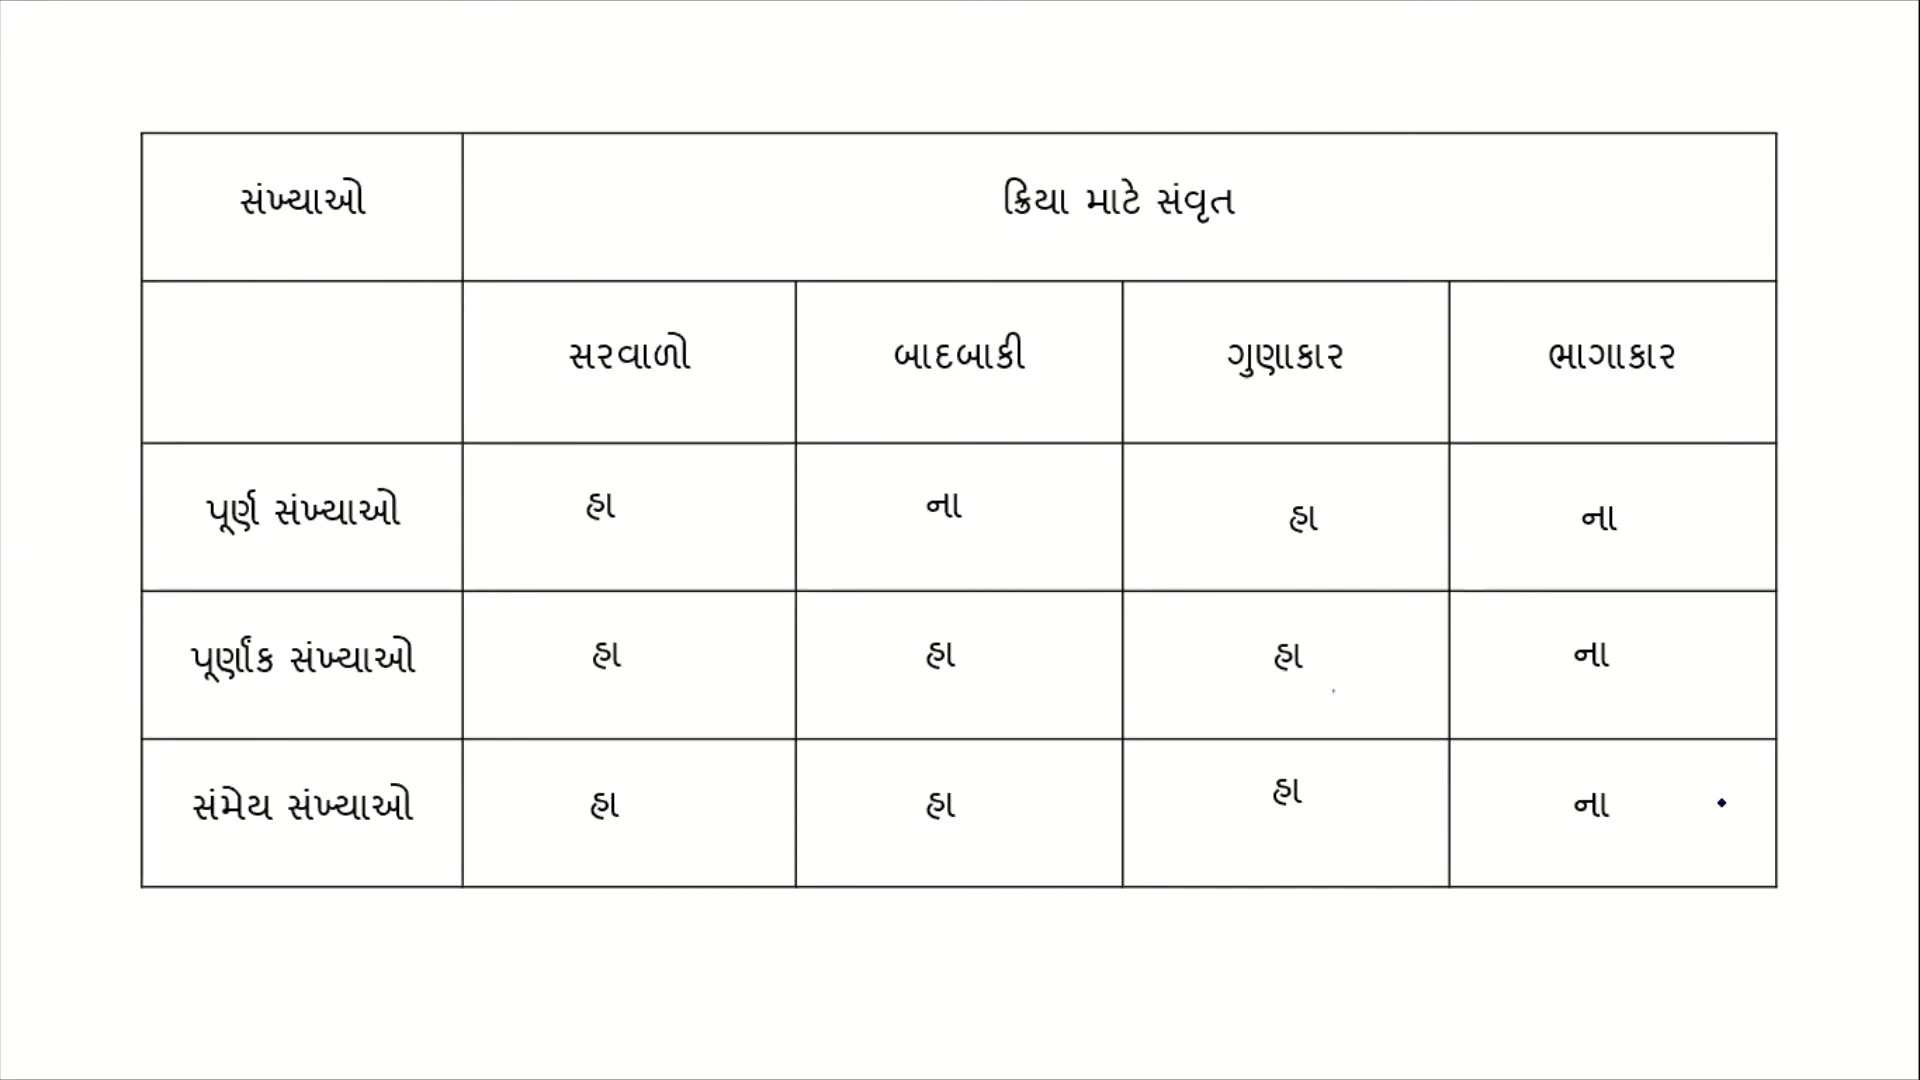 સંખ્યાઓ ક્રિયા માટે સંવૃત
સરવાળો બાદબાકી ગુણાકાર ભાગાકાર
પૂર્ણ સંખ્યાઓ હા ના હા ના
પૂર્ણાંક સંખ્યાઓ હા હા હા ના
સંમેય સંખ્યાઓ હા હા હા ના